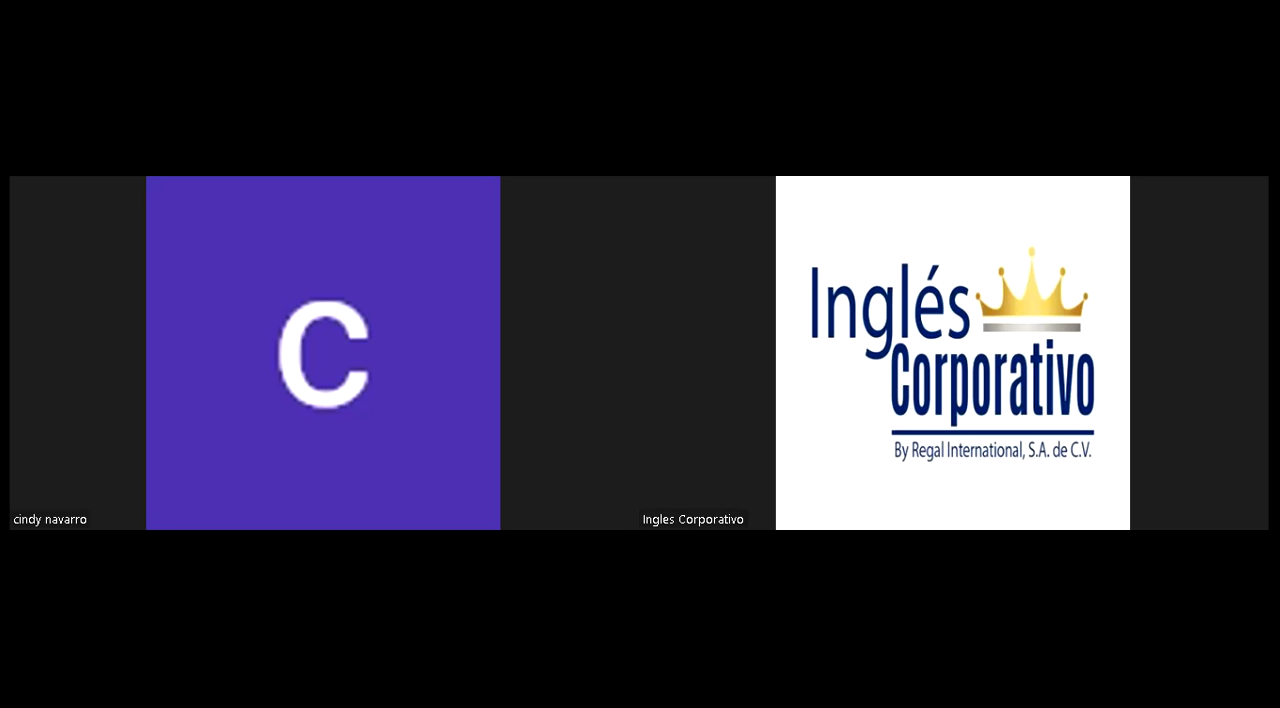 C
cindy navarro
Inglés
Corporativo
By Regal International, S.A. de C.V.
Ingles Corporativo